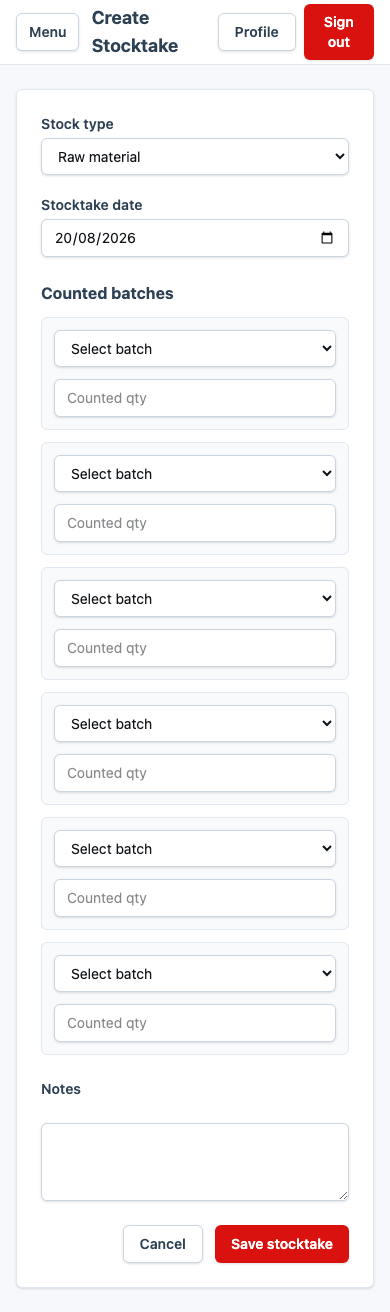 Menu
Create
Stocktake
Profile
Sign
out
Stock type
Raw material
Stocktake date
20/08/2026
Counted batches
Select batch
Counted qty
Select batch
Counted qty
Select batch
Counted qty
Select batch
Counted qty
Select batch
Counted qty
Select batch
Counted qty
Notes
Cancel
Save stocktake